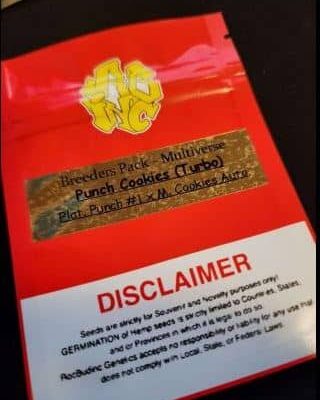 Breeders Pack - Multiverse
Punch Cookies (Turbo)
Plat. Punch #1 x M. Cookies Auto
DISCLAIMER
Seeds are strictly for Souvenir and Novelty purposes only!
GERMINATION of Hemp seeds is strictly limited to Counties, States,
and or Provinces in which it is legal to do so.
RocBudInc Genetics accepts no responsibility or liability for any use that
does not comply with Local, State, or Federal Laws.